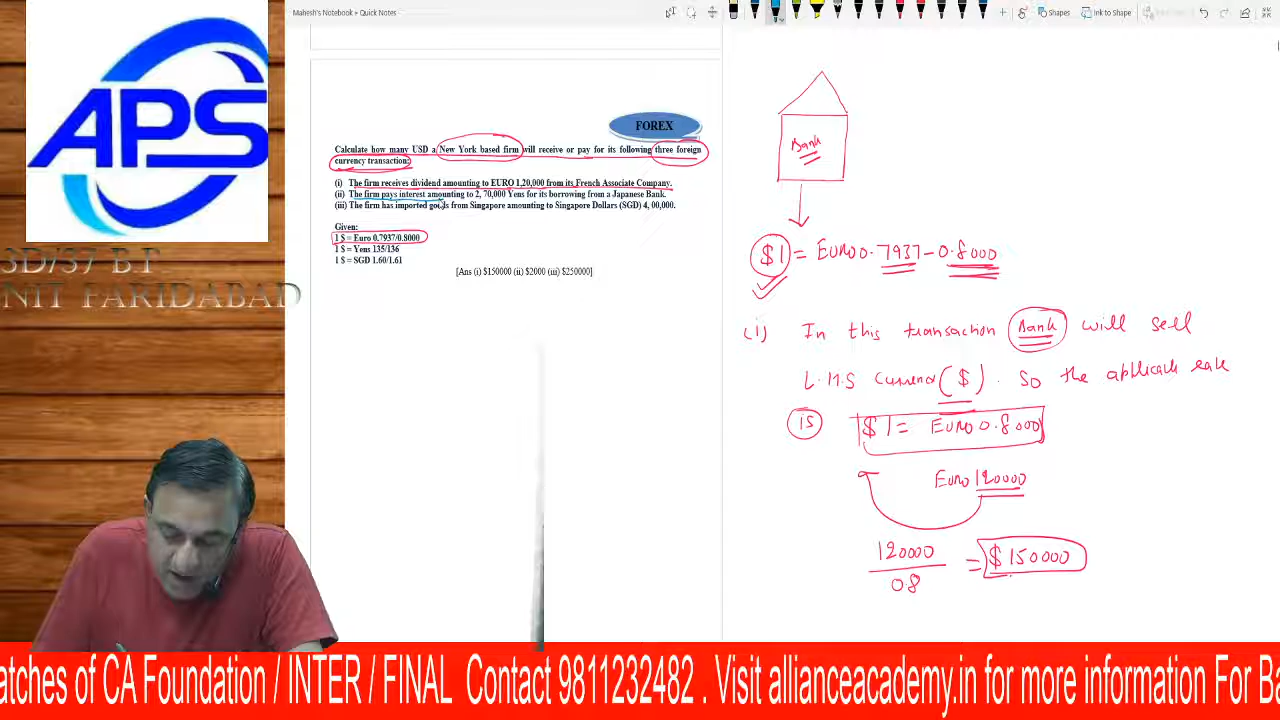 Mahesh's Notebook • Quick Notes
Shapes
Ink to Shape
APS
FOREX
Calculate how many USD a New York based firm will receive or pay for its following three foreign
currency transaction:
(i) The firm receives dividend amounting to EURO 1,20,000 from its French Associate Company.
(ii) The firm pays interest amounting to 2, 70,000 Yens for its borrowing from a Japanese Bank.
(iii) The firm has imported goods from Singapore amounting to Singapore Dollars (SGD) 4, 00,000.
Given:
1 $ = Euro 0.7937/0.8000
1 $ = Yens 135/136
1 $ = SGD 1.60/1.61
[Ans (i) $150000 (ii) $2000 (iii) $250000]
3D/37 B.P
NIT FARIDABAD
Bank
$1 = EURO 0.7937 - 0.8000
(i) In this transaction Bank will sell
L.H.S currency ($). So the applicable rate
is $1 = EURO 0.8000
Euro 120000
120000
0.8
= $150000
atches of CA Foundation / INTER / FINAL Contact 9811232482 . Visit allianceacademy.in for more information For Ba